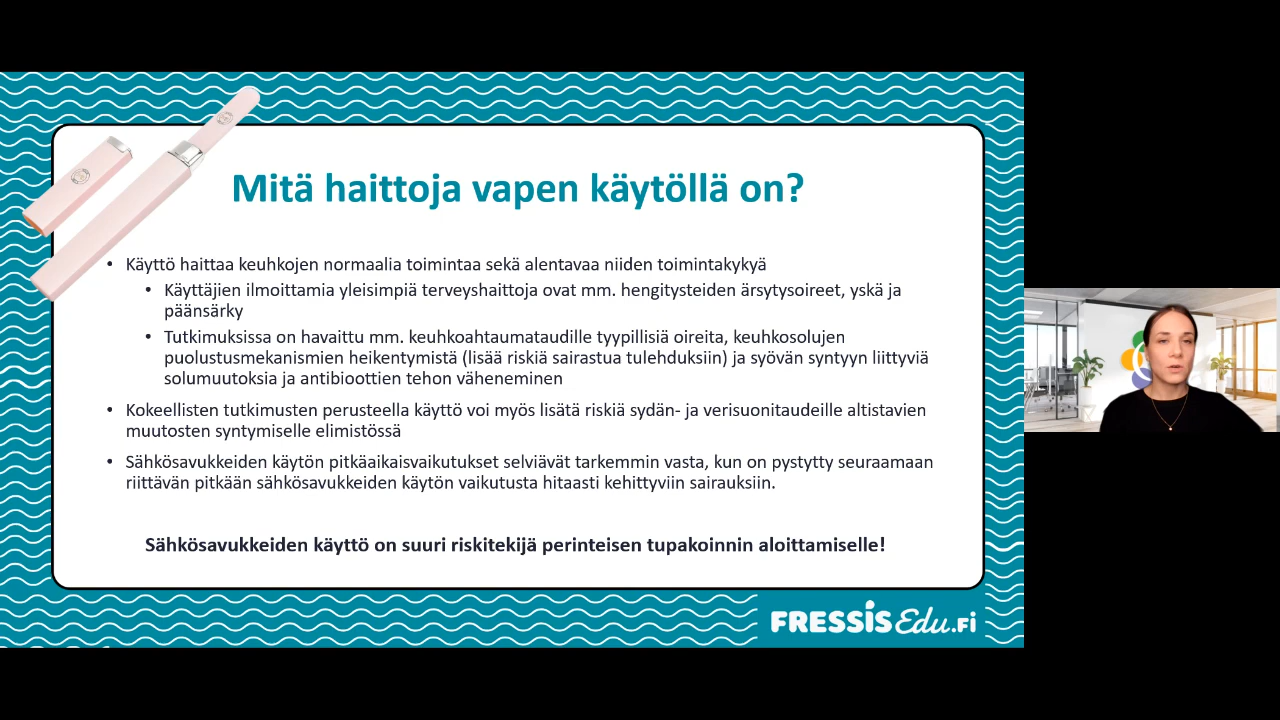 Mitä haittoja vapen käytöllä on?
• Käyttö haittaa keuhkojen normaalia toimintaa sekä alentavaa niiden toimintakykyä
• Käyttäjien ilmoittamia yleisimpiä terveyshaittoja ovat mm. hengitysteiden ärsytysoireet, yskä ja
päänsärky
• Tutkimuksissa on havaittu mm. keuhkoahtaumataudille tyypillisiä oireita, keuhkosolujen
puolustusmekanismien heikentymistä (lisää riskiä sairastua tulehduksiin) ja syövän syntyyn liittyviä
solumuutoksia ja antibioottien tehon väheneminen
• Kokeellisten tutkimusten perusteella käyttö voi myös lisätä riskiä sydän- ja verisuonitaudeille altistavien
muutosten syntymiselle elimistössä
• Sähkösavukkeiden käytön pitkäaikaisvaikutukset selviävät tarkemmin vasta, kun on pystytty seuraamaan
riittävän pitkään sähkösavukkeiden käytön vaikutusta hitaasti kehittyviin sairauksiin.
Sähkösavukkeiden käyttö on suuri riskitekijä perinteisen tupakoinnin aloittamiselle!
FRESSIS Edu.Fi